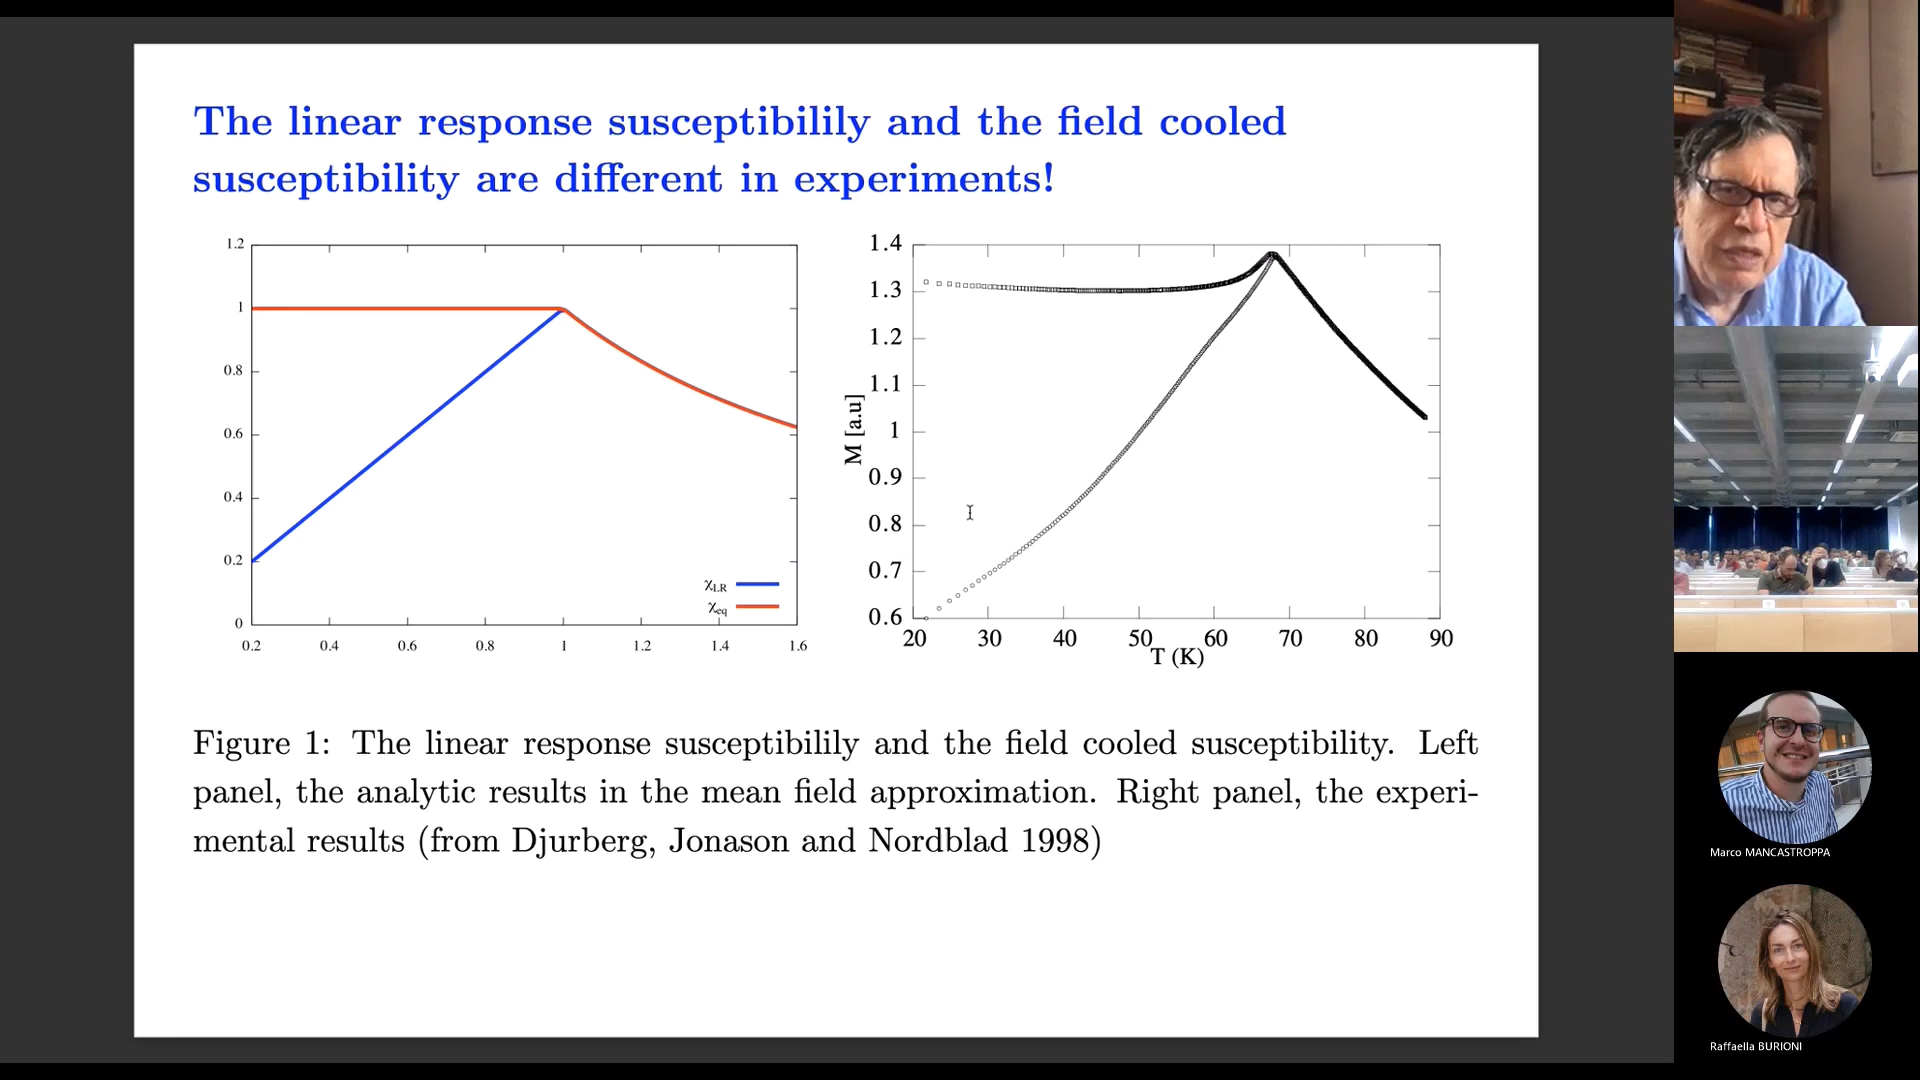 The linear response susceptibilily and the field cooled
susceptibility are different in experiments!
1.2
1
0.8
0.6
0.4
0.2
0
0.2 0.4 0.6 0.8 1 1.2 1.4 1.6
χLR
χeq
1.4
1.3
1.2
1.1
1
0.9
0.8
0.7
0.6
M [a.u]
20 30 40 50 60 70 80 90
T (K)
Figure 1: The linear response susceptibilily and the field cooled susceptibility. Left
panel, the analytic results in the mean field approximation. Right panel, the experi-
mental results (from Djurberg, Jonason and Nordblad 1998)
Marco MANCASTROPPA
Raffaella BURIONI